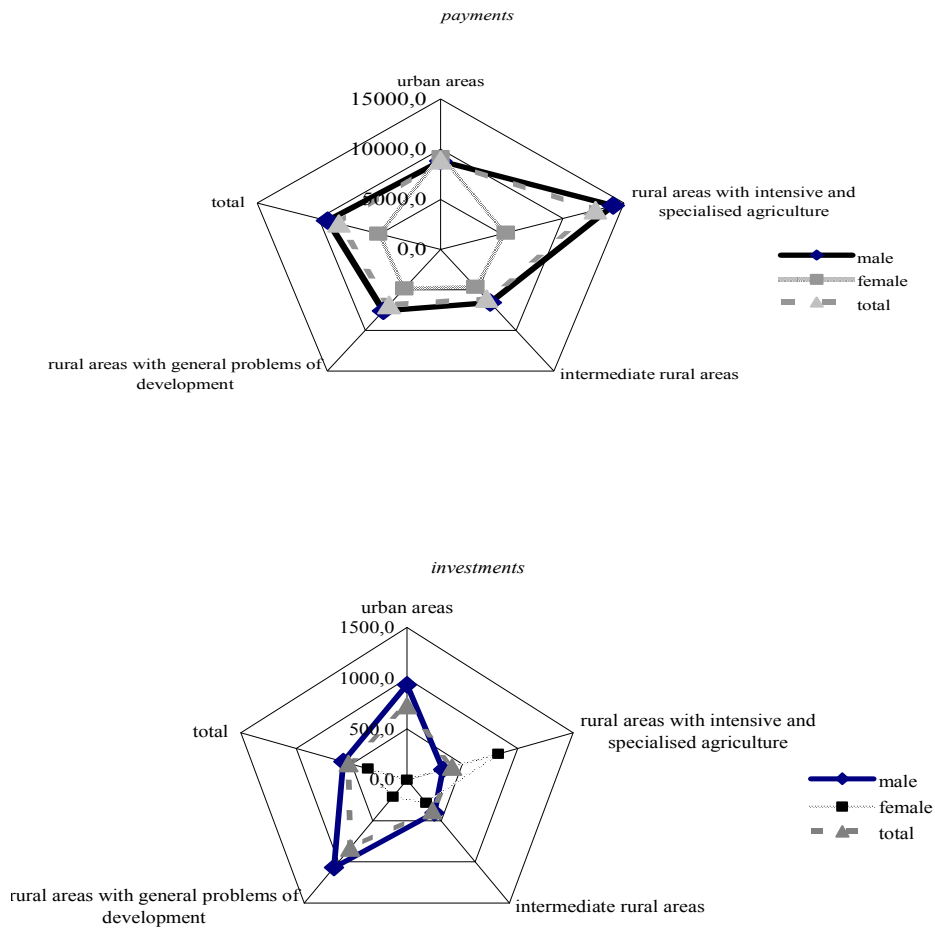 payments
urban areas
15000,0
10000,0
5000,0
0,0
total
rural areas with intensive and
specialised agriculture
rural areas with general problems of
development
intermediate rural areas
male
female
total
investments
urban areas
1500,0
1000,0
500,0
0,0
total
rural areas with intensive and
specialised agriculture
rural areas with general problems of
development
intermediate rural areas
male
female
total